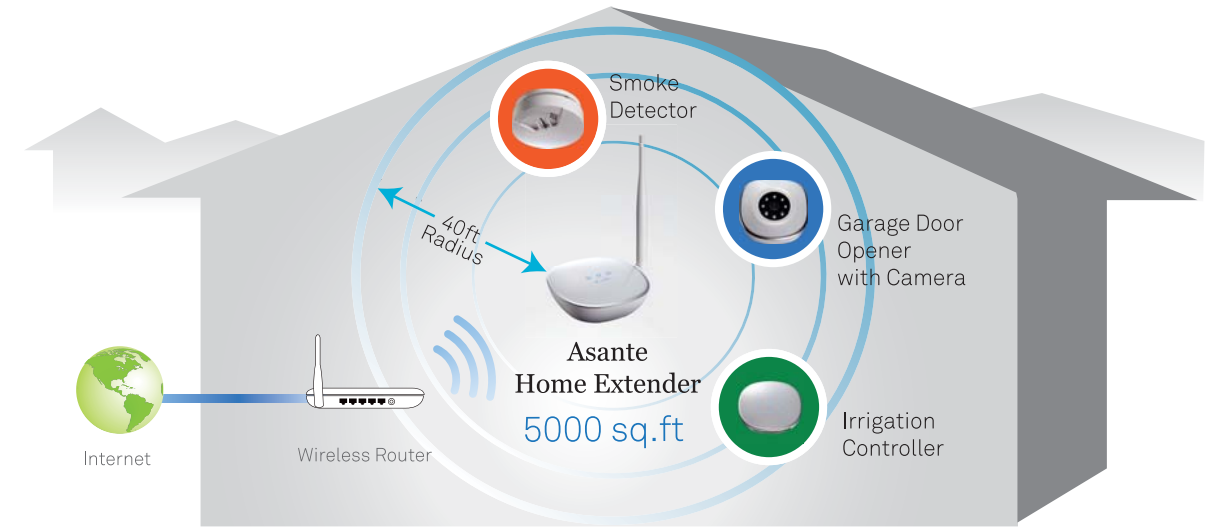 Smoke
Detector
40ft
Radius
Garage Door
Opener
with Camera
Asante
Home Extender
5000 sq.ft
Irrigation
Controller
Internet
Wireless Router